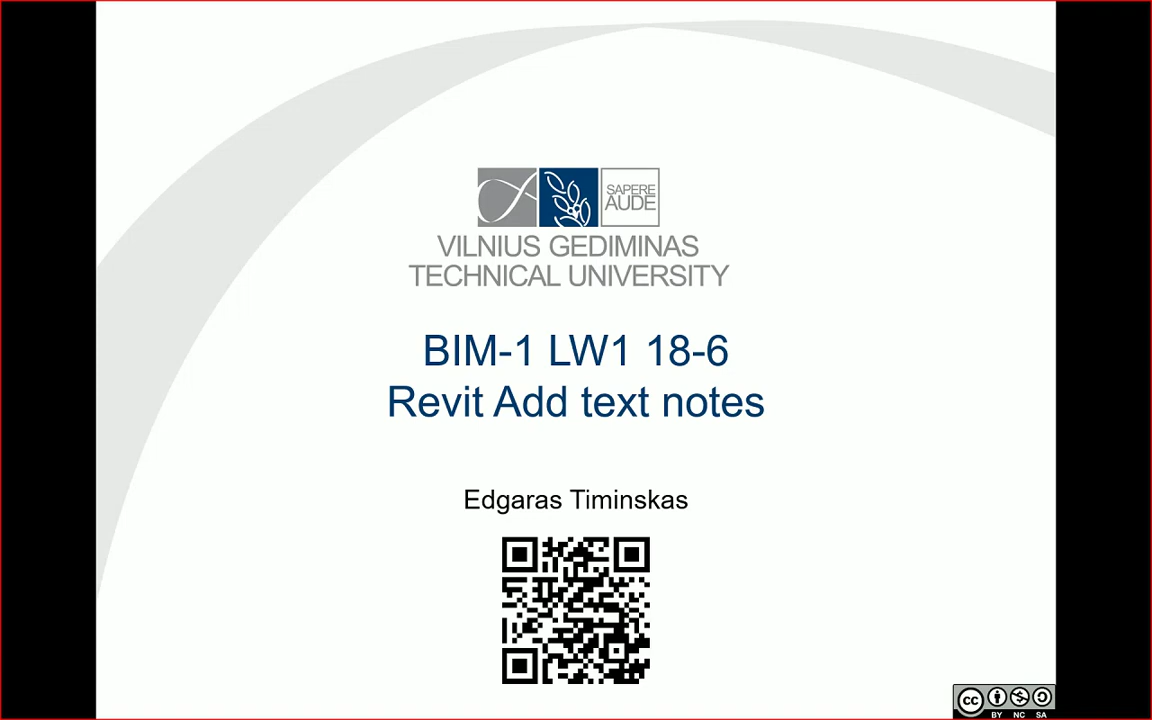 SAPERE
AUDE
VILNIUS GEDIMINAS
TECHNICAL UNIVERSITY
BIM-1 LW1 18-6
Revit Add text notes
Edgaras Timinskas
cc
BY NC SA